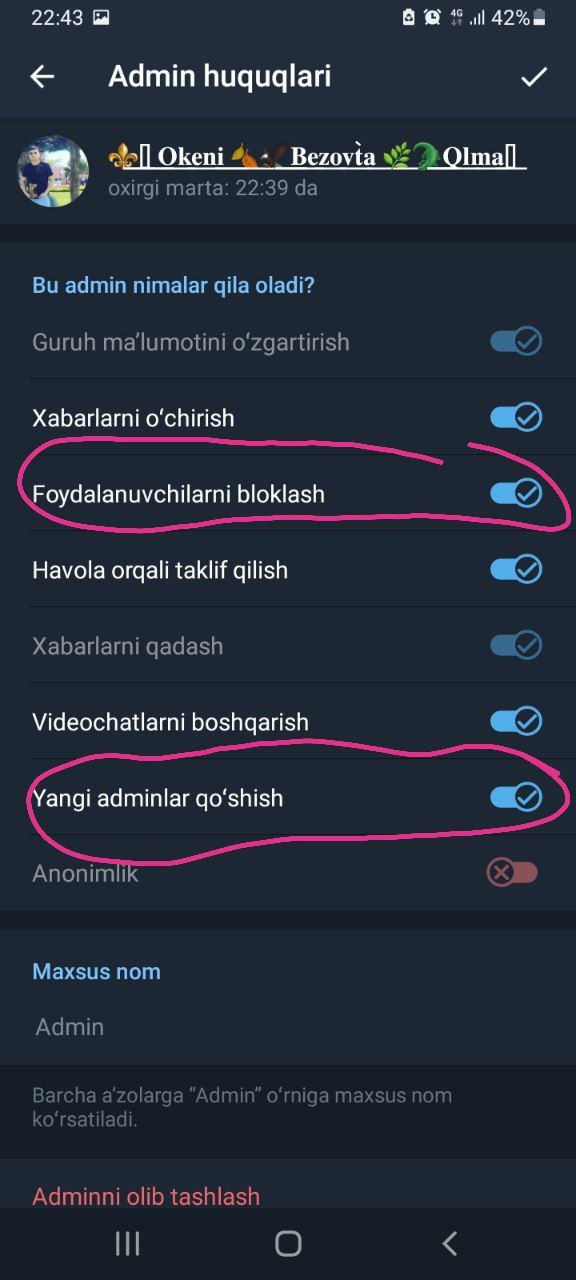 22:43 4G 42%
Admin huquqlari
⚜️[] Okeni 🍂🦅 Bezovtà 🌿🐲Qlma[]
oxirgi marta: 22:39 da
Bu admin nimalar qila oladi?
Guruh maʼlumotini oʻzgartirish
Xabarlarni oʻchirish
Foydalanuvchilarni bloklash
Havola orqali taklif qilish
Xabarlarni qadash
Videochatlarni boshqarish
Yangi adminlar qoʻshish
Anonimlik
Maxsus nom
Admin
Barcha aʼzolarga “Admin” oʻrniga maxsus nom
koʻrsatiladi.
Adminni olib tashlash